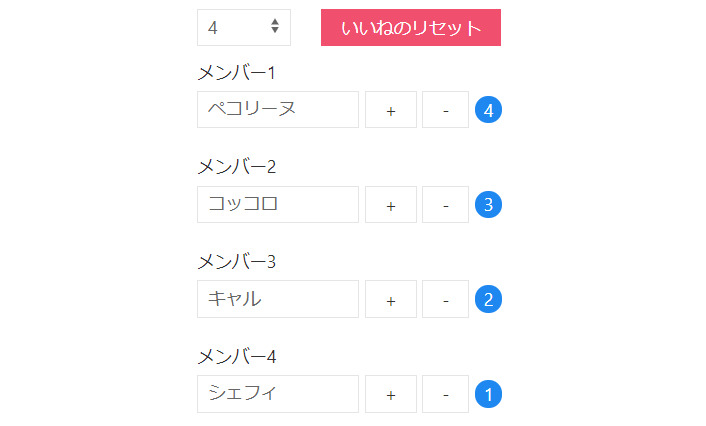 4 いいねのリセット
メンバー1
ペコリーヌ + - 4
メンバー2
コッコロ + - 3
メンバー3
キャル + - 2
メンバー4
シェフィ + - 1